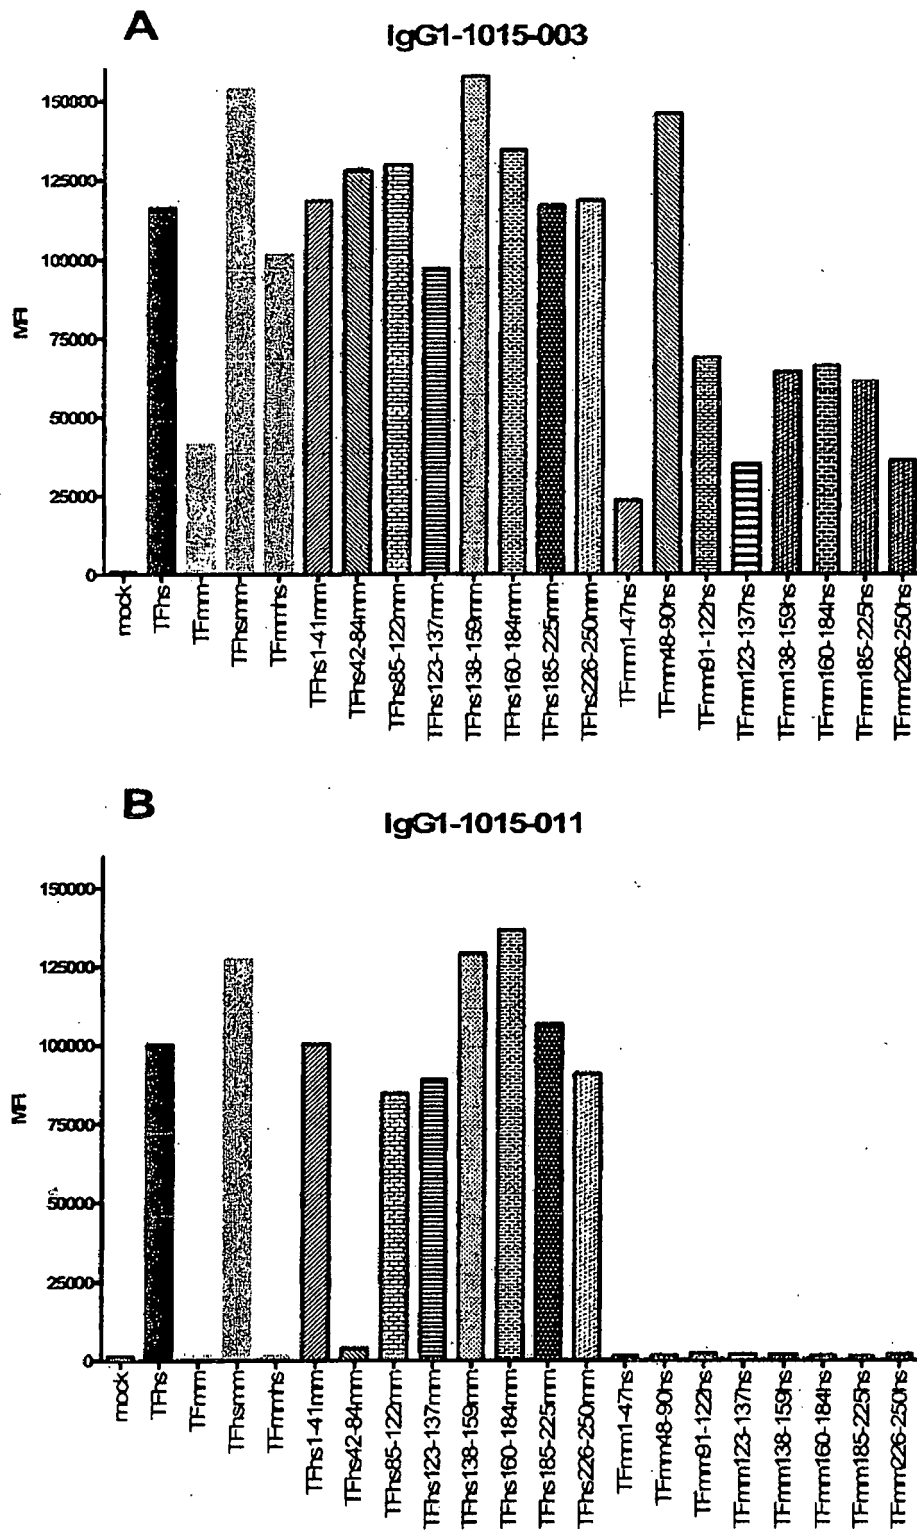 A
IgG1-1015-003
150000
125000
100000
75000
50000
25000
0
MFI
mock
TFhs
TFmm
TFhsmm
TFmmhs
TFhs1-41mm
TFhs42-84mm
TFhs85-122mm
TFhs123-137mm
TFhs138-159mm
TFhs160-184mm
TFhs185-225mm
TFhs226-250mm
TFmm1-47hs
TFmm48-90hs
TFmm91-122hs
TFmm123-137hs
TFmm138-159hs
TFmm160-184hs
TFmm185-225hs
TFmm226-250hs
B
IgG1-1015-011
150000
125000
100000
75000
50000
25000
0
MFI
mock
TFhs
TFmm
TFhsmm
TFmmhs
TFhs1-41mm
TFhs42-84mm
TFhs85-122mm
TFhs123-137mm
TFhs138-159mm
TFhs160-184mm
TFhs185-225mm
TFhs226-250mm
TFmm1-47hs
TFmm48-90hs
TFmm91-122hs
TFmm123-137hs
TFmm138-159hs
TFmm160-184hs
TFmm185-225hs
TFmm226-250hs